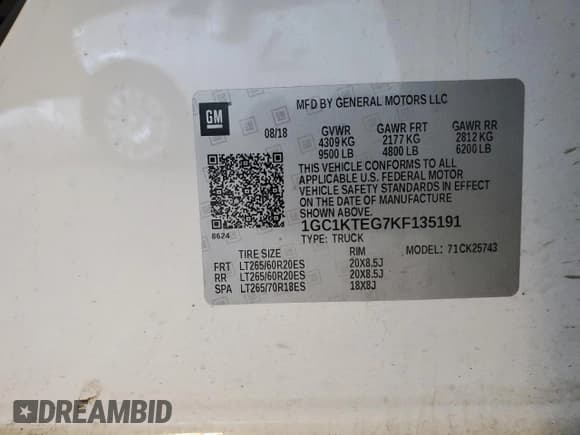 GM
MFD BY GENERAL MOTORS LLC
08/18 GVWR GAWR FRT GAWR RR
4309 KG 2177 KG 2812 KG
9500 LB 4800 LB 6200 LB
THIS VEHICLE CONFORMS TO ALL
APPLICABLE U.S. FEDERAL MOTOR
VEHICLE SAFETY STANDARDS IN EFFECT
ON THE DATE OF MANUFACTURE
SHOWN ABOVE.
8624 1GC1KTEG7KF135191
TYPE: TRUCK MODEL: 71CK25743
TIRE SIZE RIM
FRT LT265/60R20ES 20X8.5J
RR LT265/60R20ES 20X8.5J
SPA LT265/70R18ES 18X8J
DREAMBID